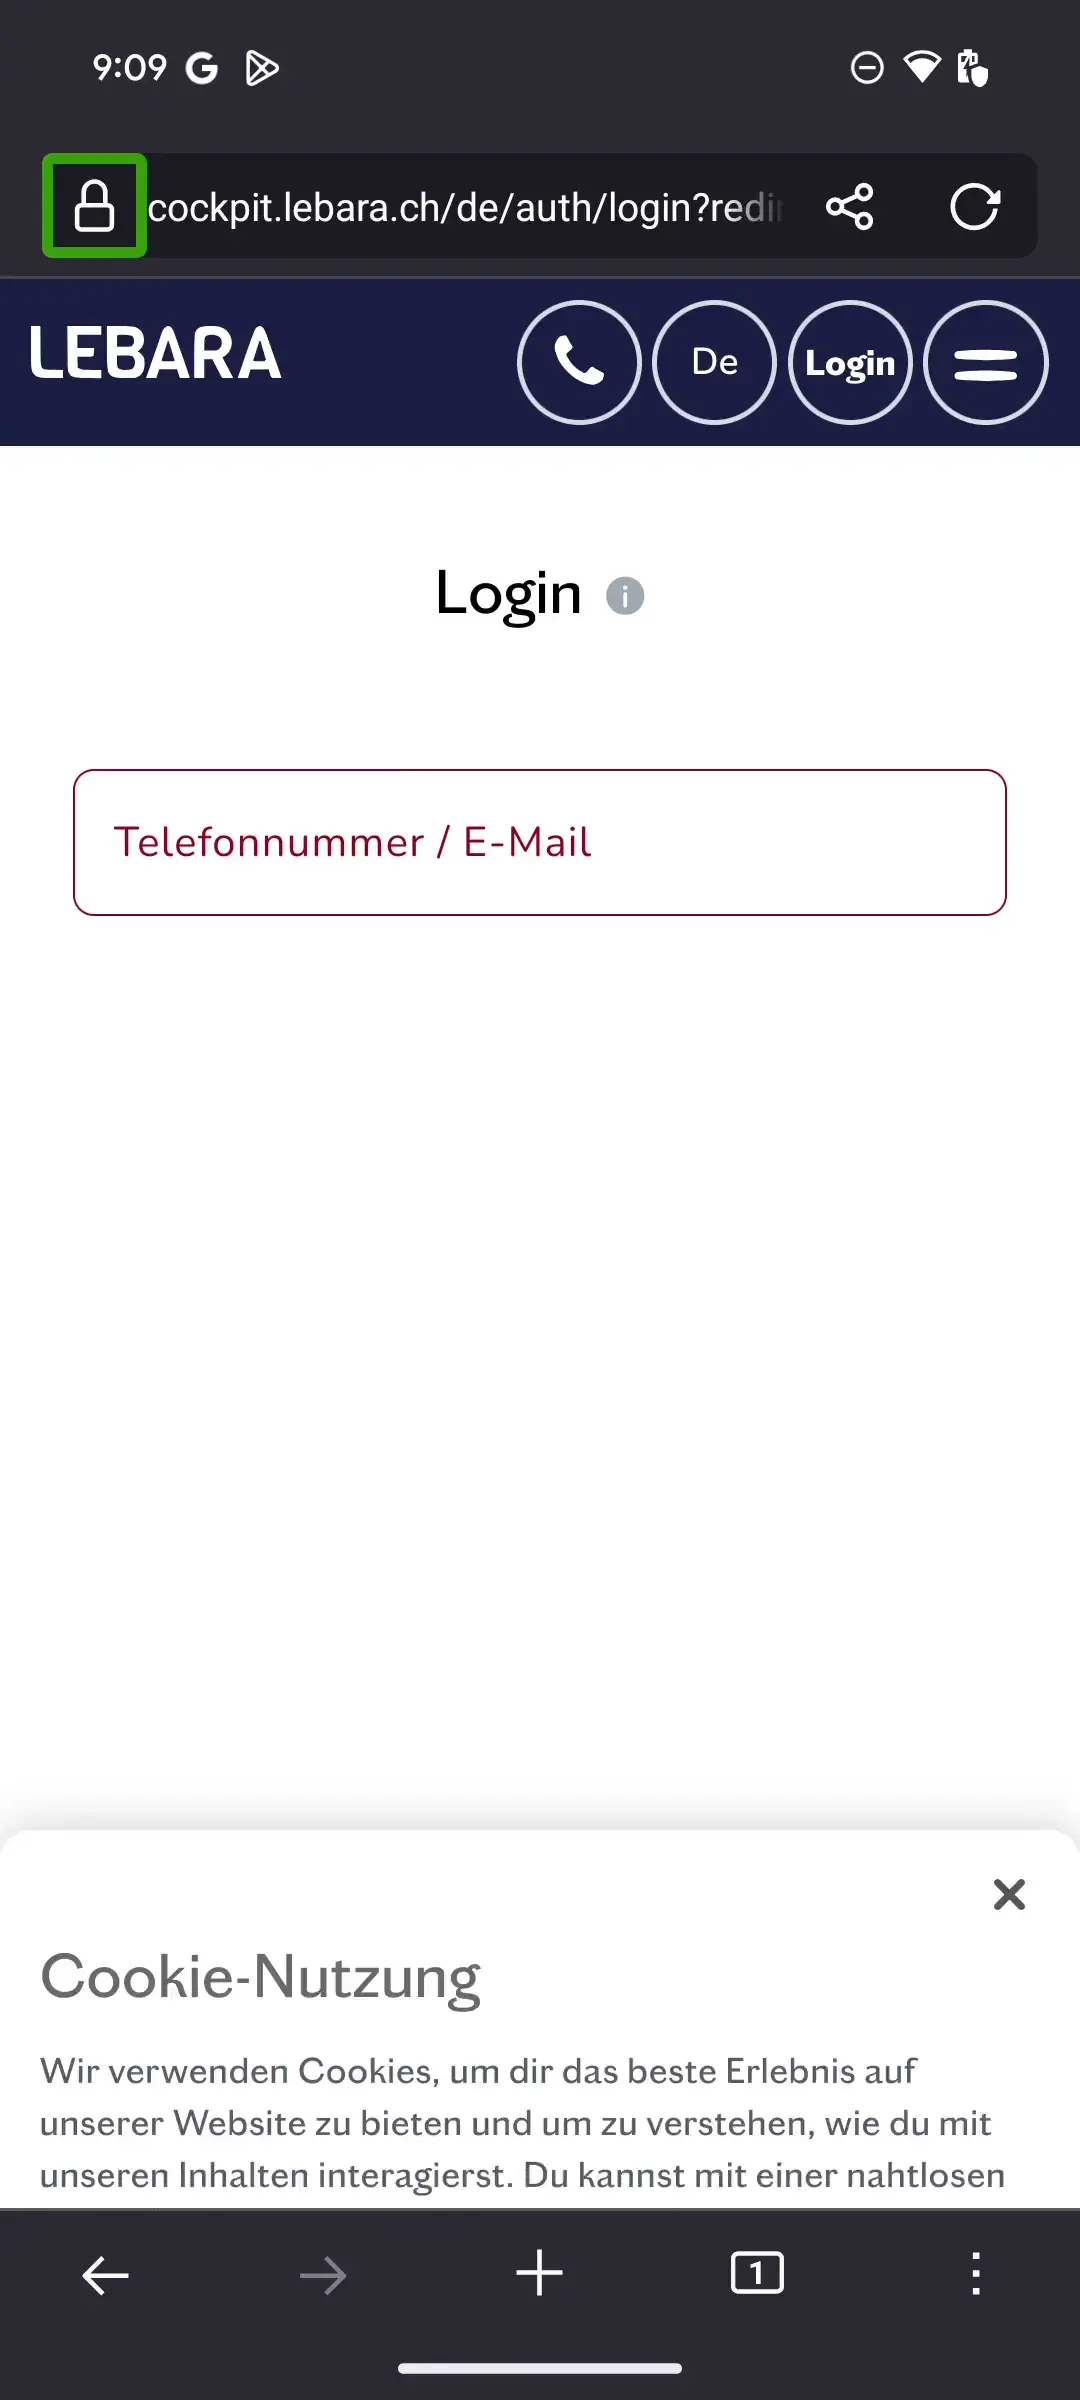 9:09
cockpit.lebara.ch/de/auth/login?redir
LEBARA
De
Login
Login
Telefonnummer / E-Mail
Cookie-Nutzung
Wir verwenden Cookies, um dir das beste Erlebnis auf
unserer Website zu bieten und um zu verstehen, wie du mit
unseren Inhalten interagierst. Du kannst mit einer nahtlosen
1